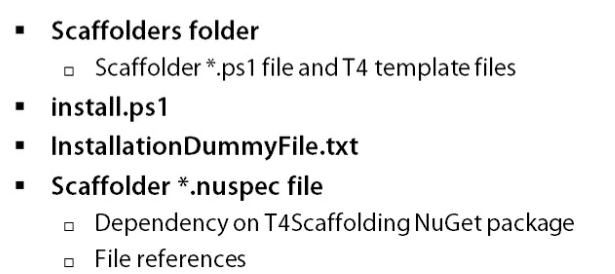 ▪ Scaffolders folder
▫ Scaffolder *.ps1 file and T4 template files
▪ install.ps1
▪ InstallationDummyFile.txt
▪ Scaffolder *.nuspec file
▫ Dependency on T4Scaffolding NuGet package
▫ File references